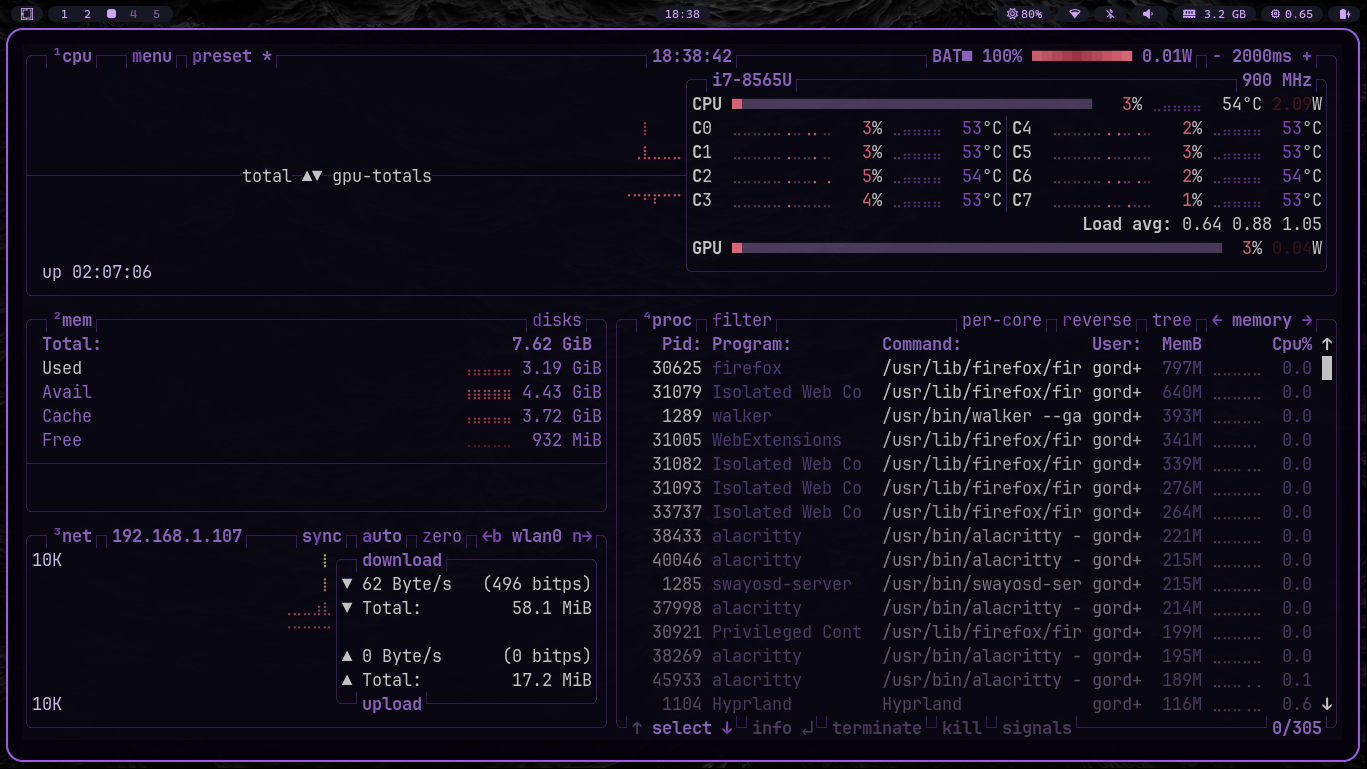 1 2 4 5 18:38 80% 3.2 GB 0.65
¹cpu menu preset * 18:38:42 BAT■ 100% 0.01W - 2000ms +
i7-8565U 900 MHz
CPU 3% 54°C 2.09W
C0 3% 53°C C4 2% 53°C
C1 3% 53°C C5 3% 53°C
total ▲▼ gpu-totals C2 5% 54°C C6 2% 54°C
C3 4% 53°C C7 1% 53°C
Load avg: 0.64 0.88 1.05
GPU 3% 0.04W
up 02:07:06
²mem disks
Total: 7.62 GiB
Used 3.19 GiB
Avail 4.43 GiB
Cache 3.72 GiB
Free 932 MiB
³net 192.168.1.107 sync auto zero ←b wlan0 n→
10K download
▼ 62 Byte/s (496 bitps)
▼ Total: 58.1 MiB
▲ 0 Byte/s (0 bitps)
▲ Total: 17.2 MiB
10K upload
⁴proc filter per-core reverse tree ← memory →
Pid: Program: Command: User: MemB Cpu% ↑
30625 firefox /usr/lib/firefox/fir gord+ 797M 0.0
31079 Isolated Web Co /usr/lib/firefox/fir gord+ 640M 0.0
1289 walker /usr/bin/walker --ga gord+ 393M 0.0
31005 WebExtensions /usr/lib/firefox/fir gord+ 341M 0.0
31082 Isolated Web Co /usr/lib/firefox/fir gord+ 339M 0.0
31093 Isolated Web Co /usr/lib/firefox/fir gord+ 276M 0.0
33737 Isolated Web Co /usr/lib/firefox/fir gord+ 264M 0.0
38433 alacritty /usr/bin/alacritty - gord+ 221M 0.0
40046 alacritty /usr/bin/alacritty - gord+ 215M 0.0
1285 swayosd-server /usr/bin/swayosd-ser gord+ 215M 0.0
37998 alacritty /usr/bin/alacritty - gord+ 214M 0.0
30921 Privileged Cont /usr/lib/firefox/fir gord+ 199M 0.0
38269 alacritty /usr/bin/alacritty - gord+ 195M 0.0
45933 alacritty /usr/bin/alacritty - gord+ 189M 0.1
1104 Hyprland Hyprland gord+ 116M 0.6 ↓
↑ select ↓ info ↲ terminate kill signals 0/305